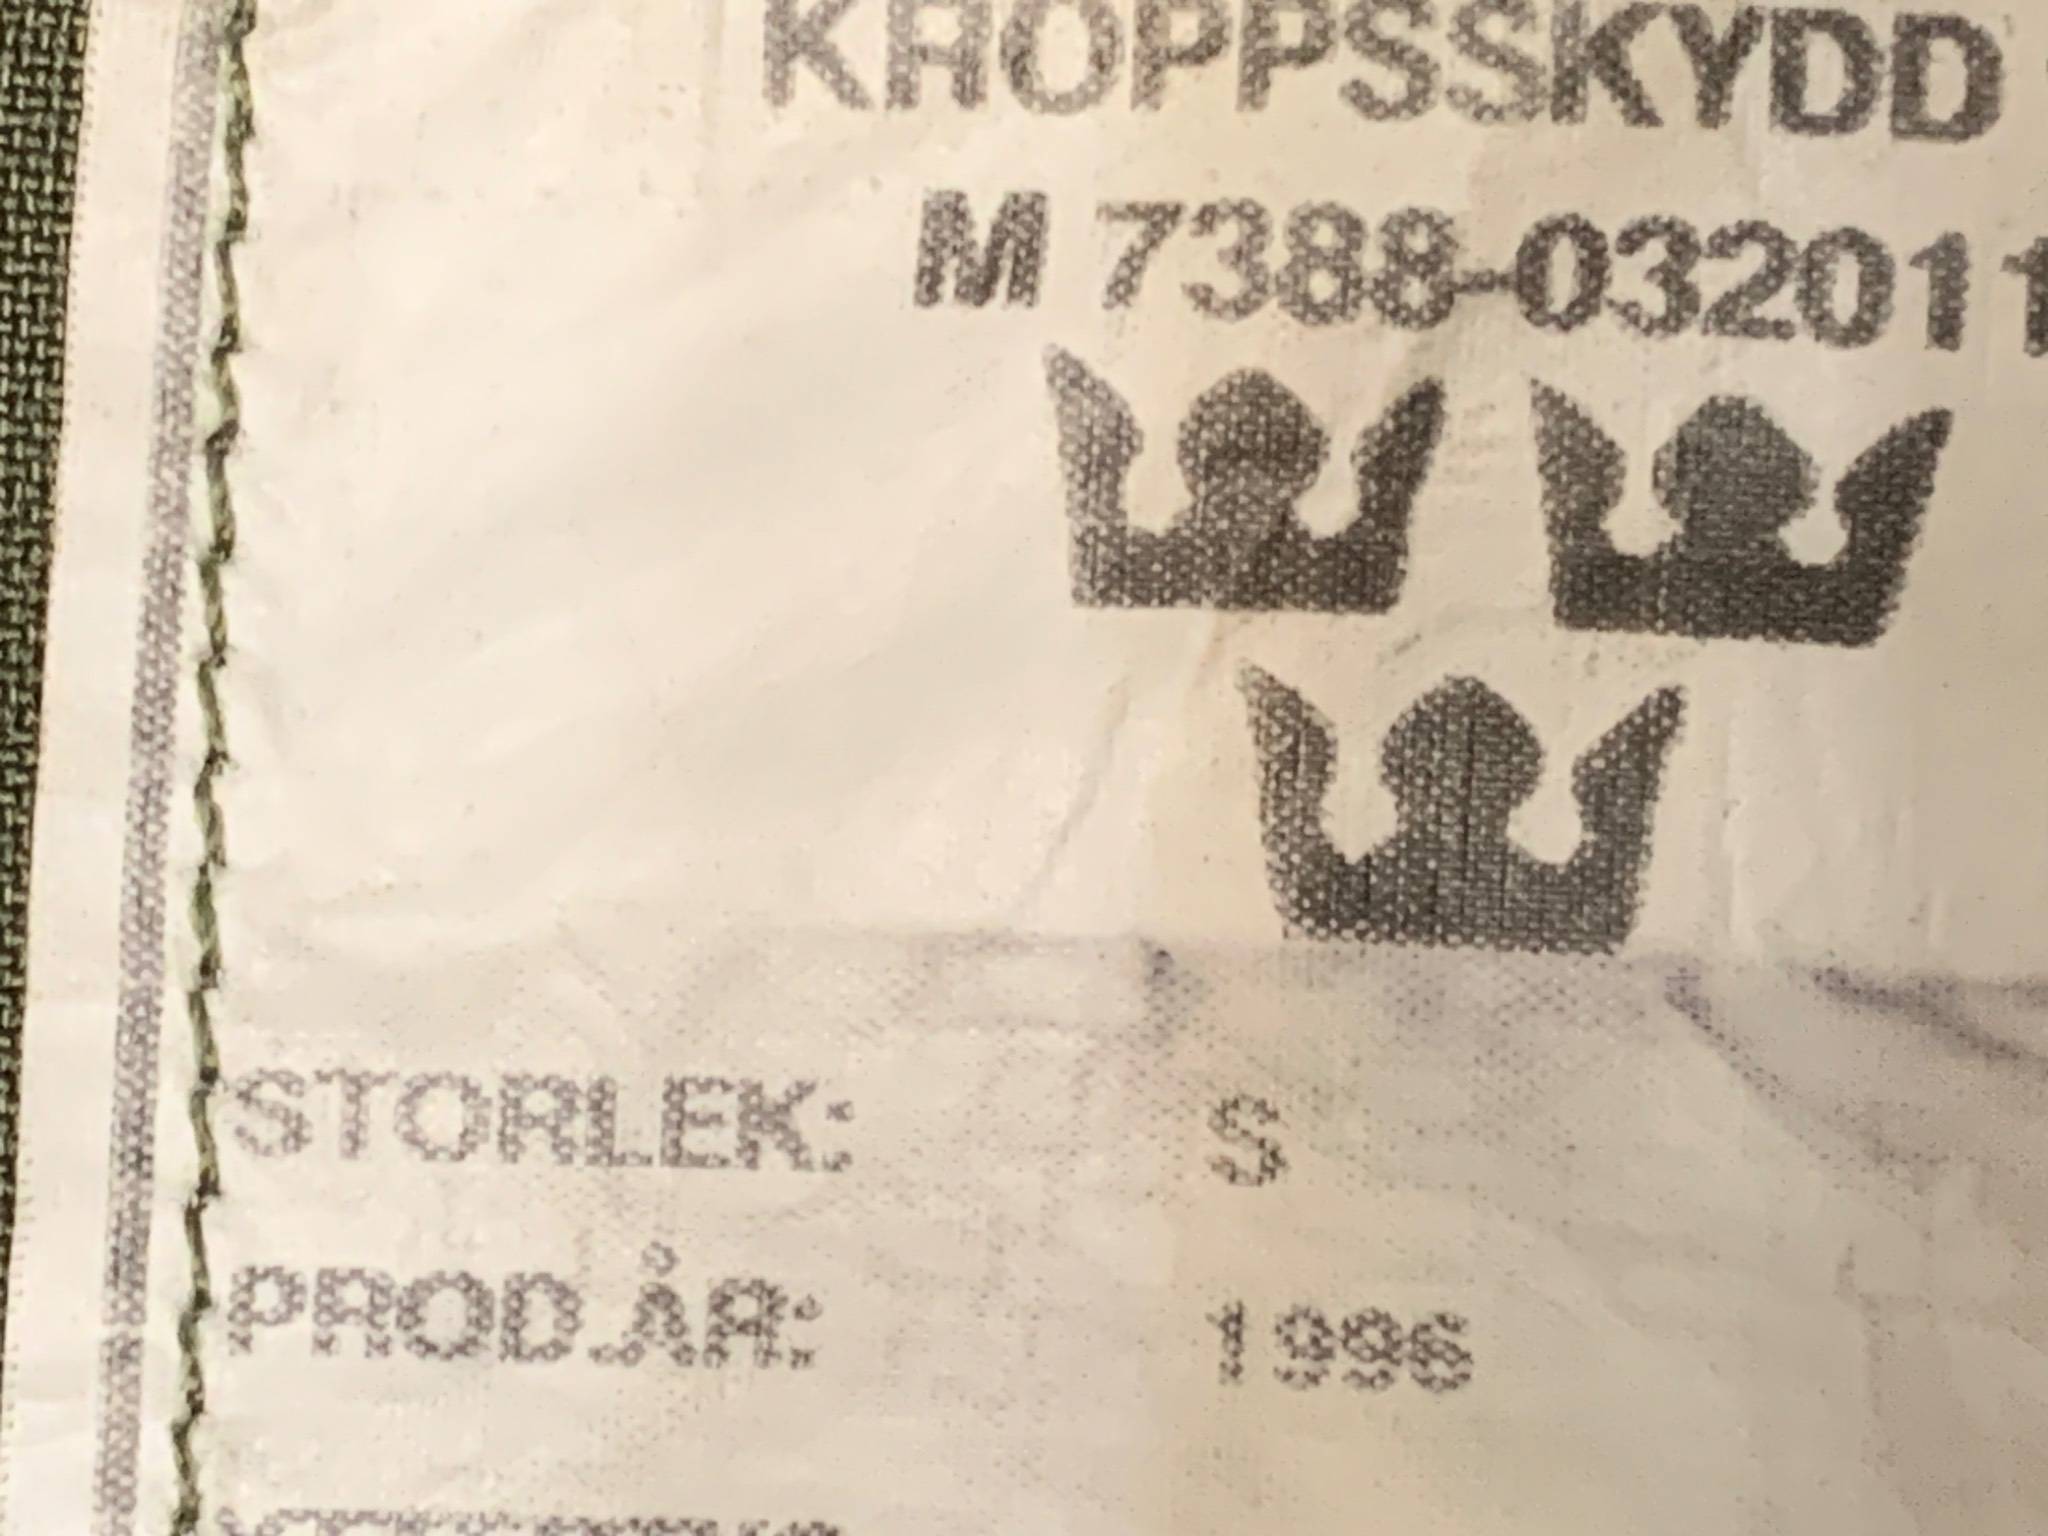 KROPPSSKYDD
M 7388-032011
STORLEK: S
PROD.ÅR: 1996